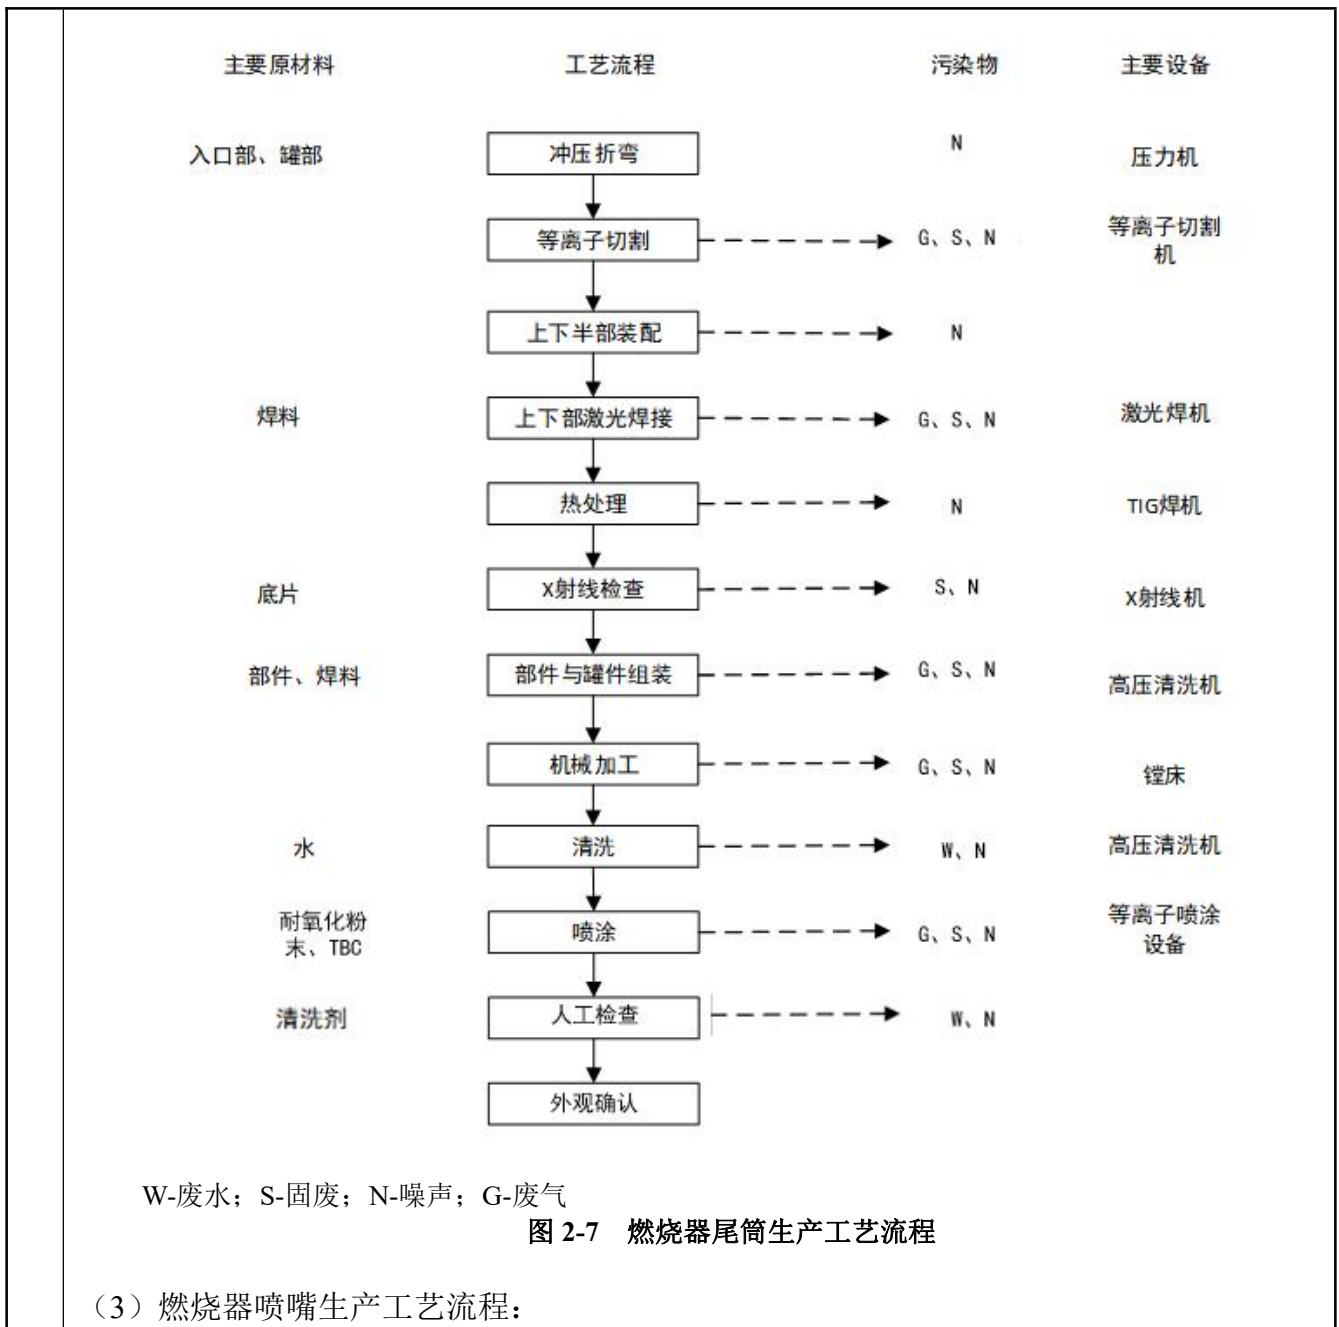 主要原材料 工艺流程 污染物 主要设备
入口部、罐部 冲压折弯 N 压力机
等离子切割 G、S、N 等离子切割
机
上下半部装配 N
焊料 上下部激光焊接 G、S、N 激光焊机
热处理 N TIG焊机
底片 X射线检查 S、N X射线机
部件、焊料 部件与罐件组装 G、S、N 高压清洗机
机械加工 G、S、N 镗床
水 清洗 W、N 高压清洗机
耐氧化粉
末、TBC 喷涂 G、S、N 等离子喷涂
设备
清洗剂 人工检查 W、N
外观确认
W-废水；S-固废；N-噪声；G-废气
图 2-7 燃烧器尾筒生产工艺流程
（3）燃烧器喷嘴生产工艺流程：